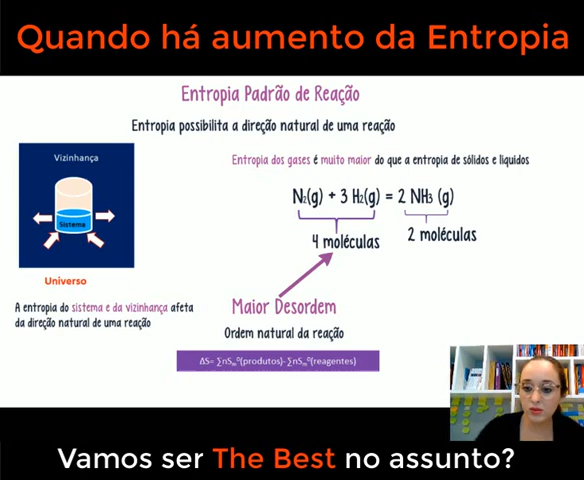 Quando há aumento da Entropia
Entropia Padrão de Reação
Entropia possibilita a direção natural de uma reação
Vizinhança
Sistema
Universo
A entropia do sistema e da vizinhança afeta
da direção natural de uma reação
Entropia dos gases é muito maior do que a entropia de sólidos e líquidos
N₂(g) + 3 H₂(g) = 2 NH₃ (g)
4 moléculas
2 moléculas
Maior Desordem
Ordem natural da reação
ΔS= ∑nSₘ⁰(produtos)-∑nSₘ⁰(reagentes)
Vamos ser The Best no assunto?